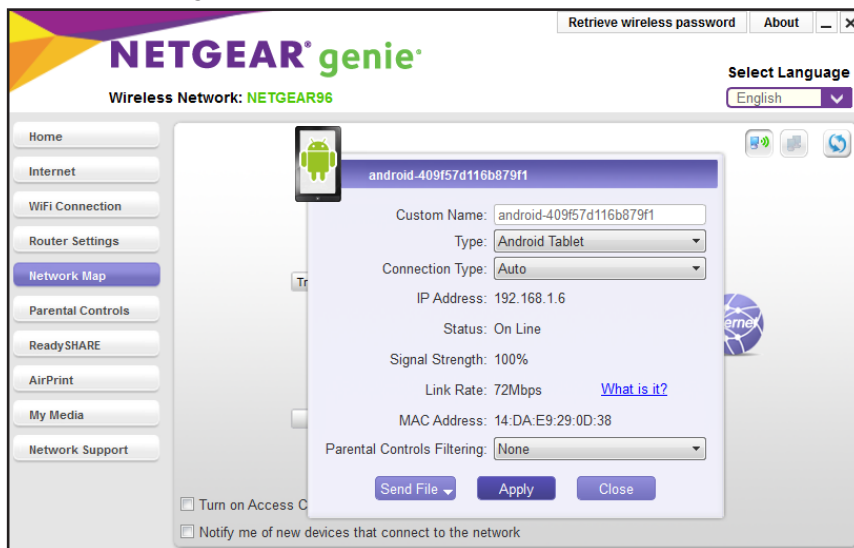 Retrieve wireless password About
NETGEAR® genie®
Select Language
Wireless Network: NETGEAR96
English
Home
Internet
WiFi Connection
Router Settings
Network Map
Parental Controls
ReadySHARE
AirPrint
My Media
Network Support
android-409f57d116b879f1
Custom Name: android-409f57d116b879f1
Type: Android Tablet
Connection Type: Auto
IP Address: 192.168.1.6
Status: On Line
Signal Strength: 100%
Link Rate: 72Mbps What is it?
MAC Address: 14:DA:E9:29:0D:38
Parental Controls Filtering: None
Send File Apply Close
Turn on Access C
Notify me of new devices that connect to the network